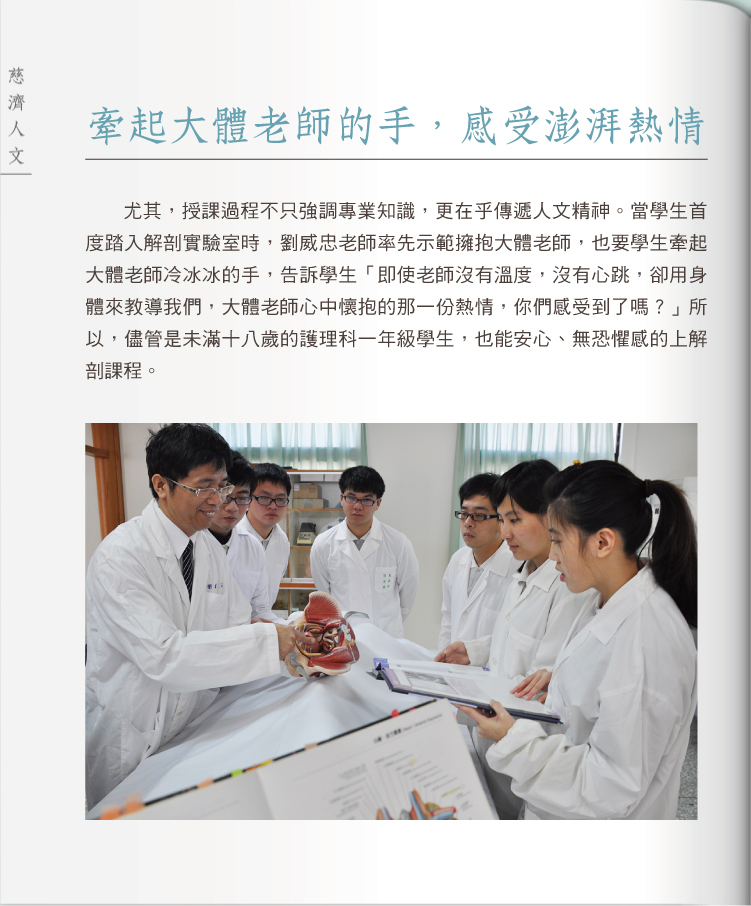 慈濟人文
牽起大體老師的手，感受澎湃熱情
尤其，授課過程不只強調專業知識，更在乎傳遞人文精神。當學生首
度踏入解剖實驗室時，劉威忠老師率先示範擁抱大體老師，也要學生牽起
大體老師冷冰冰的手，告訴學生「即使老師沒有溫度，沒有心跳，卻用身
體來教導我們，大體老師心中懷抱的那一份熱情，你們感受到了嗎？」所
以，儘管是未滿十八歲的護理科一年級學生，也能安心、無恐懼感的上解
剖課程。